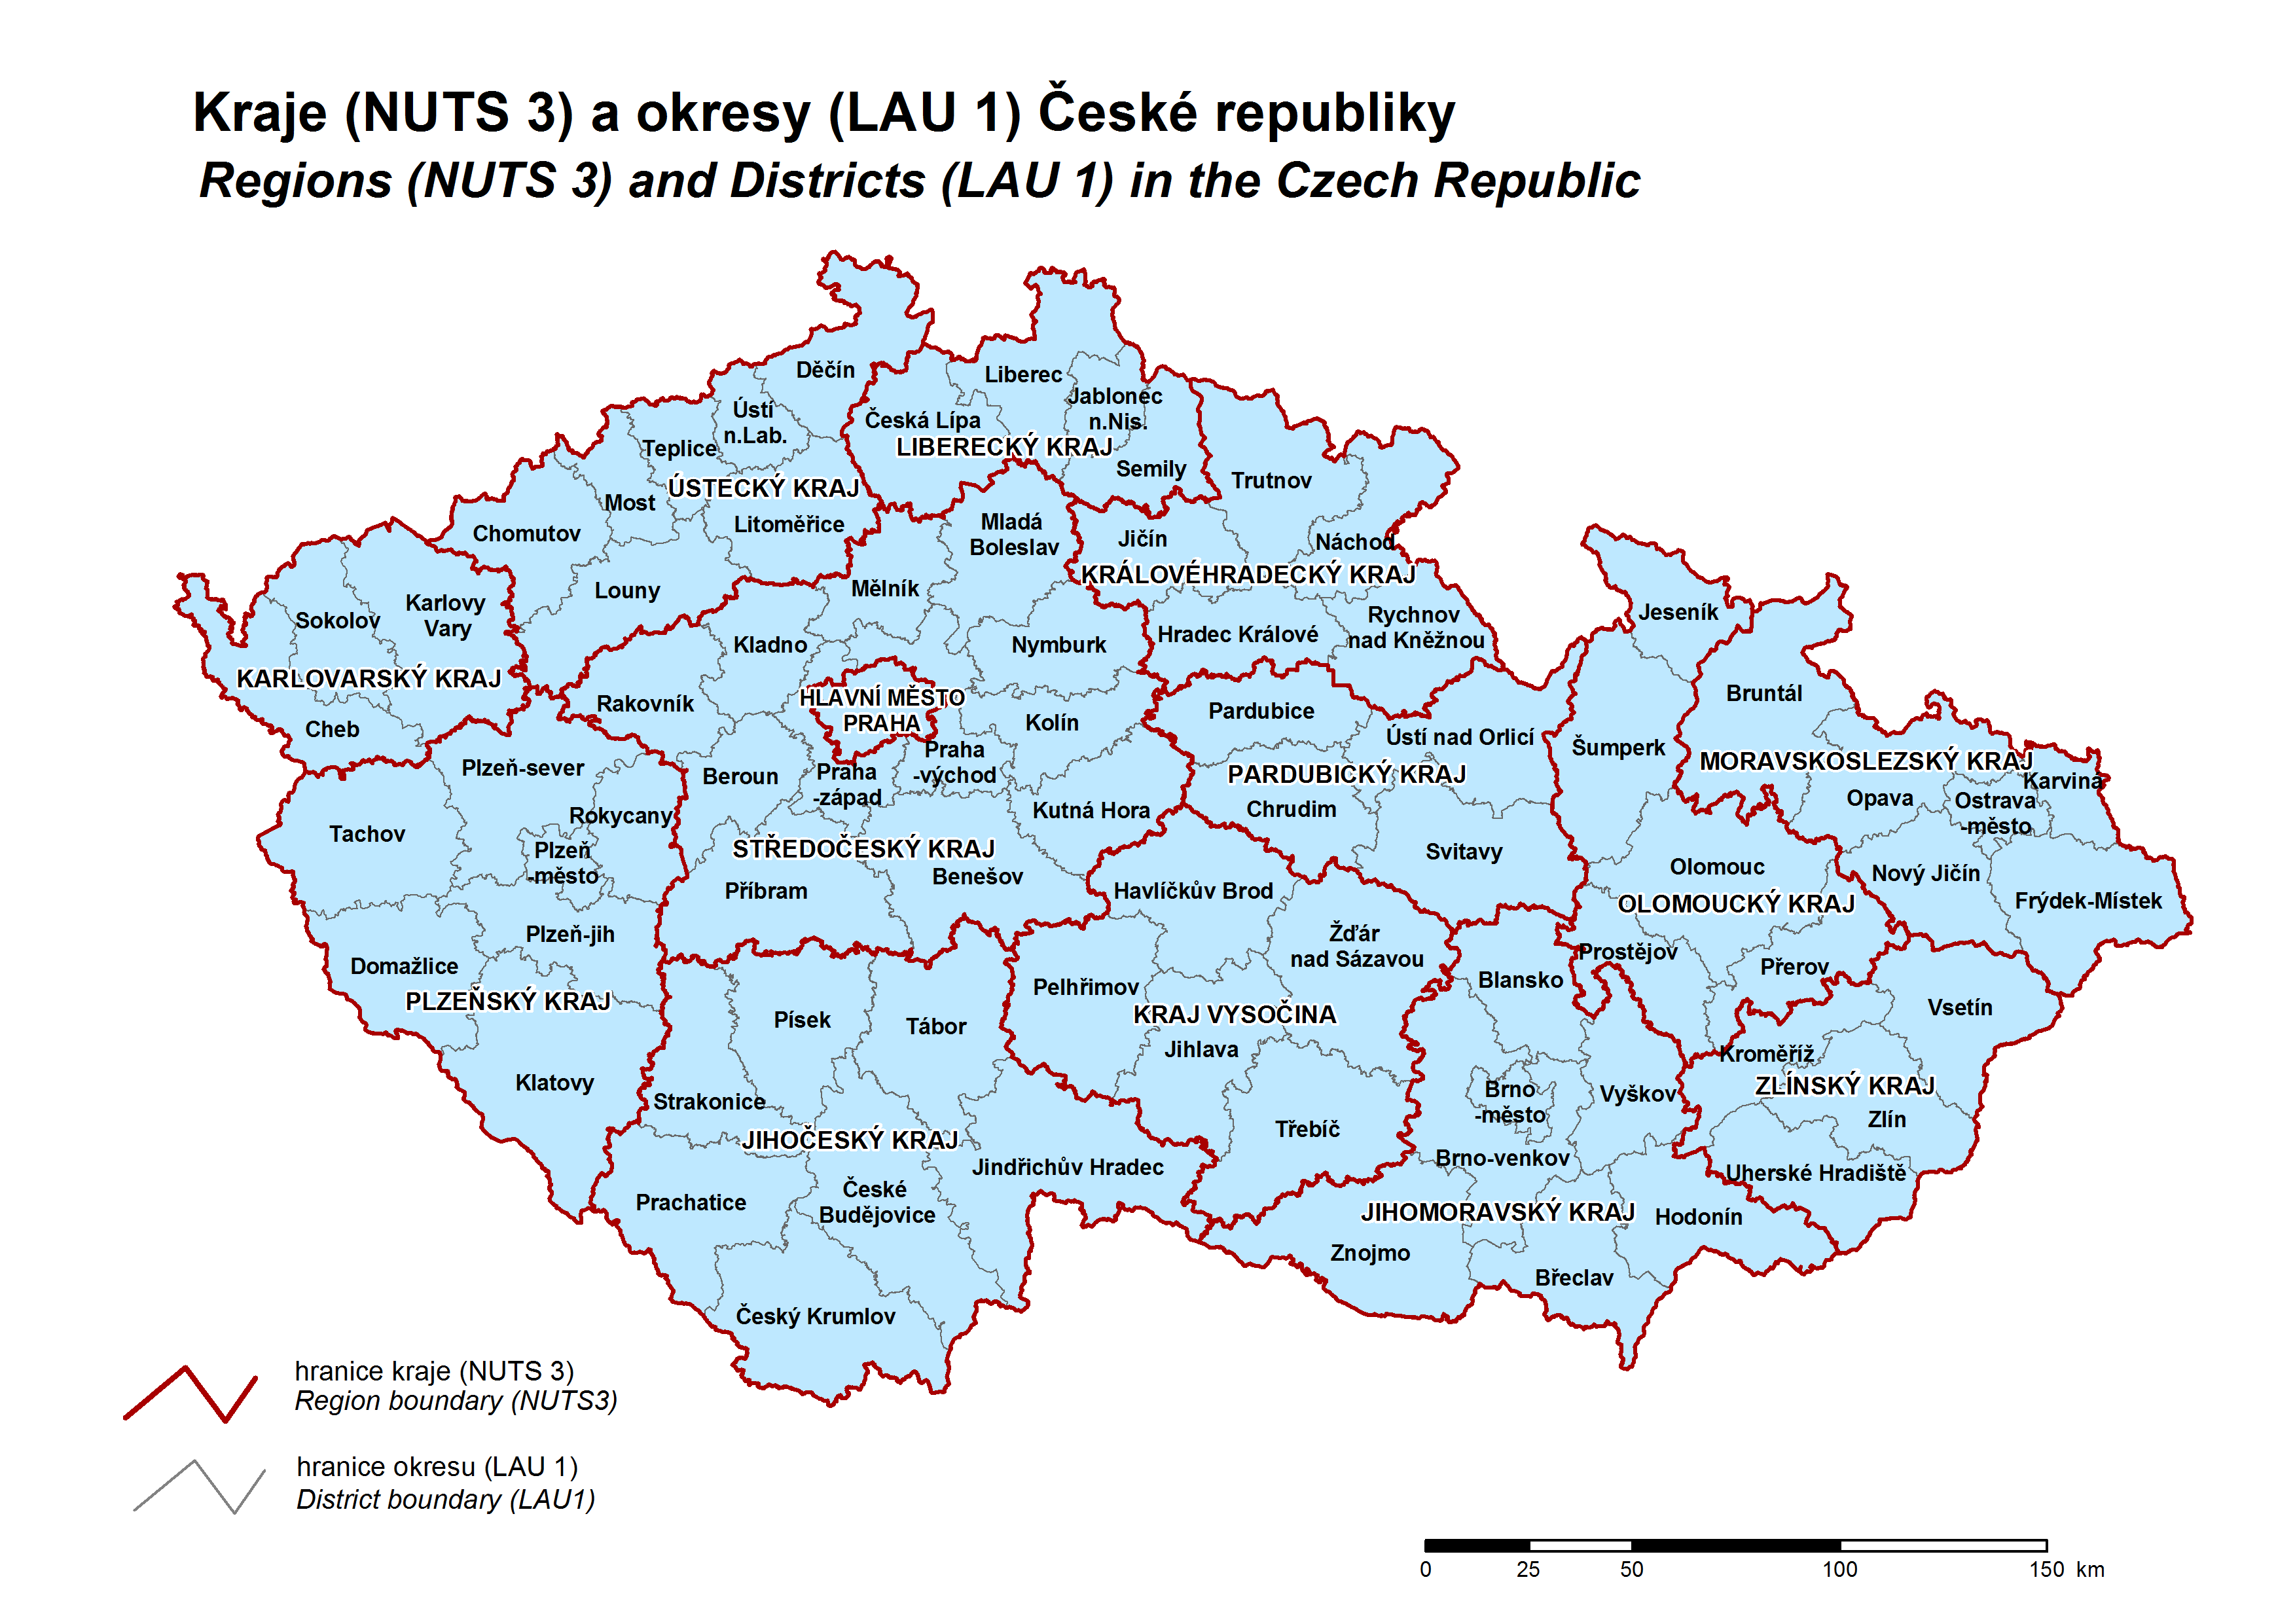 Kraje (NUTS 3) a okresy (LAU 1) České republiky
Regions (NUTS 3) and Districts (LAU 1) in the Czech Republic
Děčín
Liberec
Jablonec
n.Nis.
Ústí
n.Lab.
Česká Lípa
LIBERECKÝ KRAJ
Teplice
Semily
Trutnov
ÚSTECKÝ KRAJ
Most
Litoměřice
Mladá
Boleslav
Chomutov
Jičín
Náchod
KRÁLOVÉHRADECKÝ KRAJ
Louny
Mělník
Karlovy
Vary
Sokolov
Jeseník
Rychnov
nad Kněžnou
Hradec Králové
Kladno
Nymburk
KARLOVARSKÝ KRAJ
Bruntál
HLAVNÍ MĚSTO
PRAHA
Rakovník
Pardubice
Kolín
Cheb
Ústí nad Orlicí
Šumperk
Praha
-východ
MORAVSKOSLEZSKÝ KRAJ
Plzeň-sever
Beroun
Praha
-západ
PARDUBICKÝ KRAJ
Karviná
Opava
Ostrava
-město
Rokycany
Kutná Hora
Chrudim
Tachov
Plzeň
-město
STŘEDOČESKÝ KRAJ
Svitavy
Olomouc
Nový Jičín
Benešov
Příbram
Havlíčkův Brod
OLOMOUCKÝ KRAJ
Frýdek-Místek
Plzeň-jih
Žďár
nad Sázavou
Prostějov
Domažlice
Přerov
Blansko
Pelhřimov
PLZEŇSKÝ KRAJ
Vsetín
KRAJ VYSOČINA
Písek
Tábor
Jihlava
Kroměříž
Klatovy
ZLÍNSKÝ KRAJ
Brno
-město
Vyškov
Strakonice
Zlín
Třebíč
JIHOČESKÝ KRAJ
Brno-venkov
Jindřichův Hradec
Uherské Hradiště
Prachatice
České
Budějovice
JIHOMORAVSKÝ KRAJ
Hodonín
Znojmo
Břeclav
Český Krumlov
hranice kraje (NUTS 3)
Region boundary (NUTS3)
hranice okresu (LAU 1)
District boundary (LAU1)
0 25 50 100 150 km